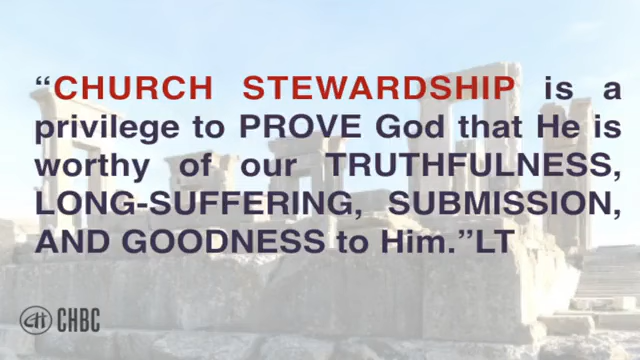 “CHURCH STEWARDSHIP is a
privilege to PROVE God that He is
worthy of our TRUTHFULNESS,
LONG-SUFFERING, SUBMISSION,
AND GOODNESS to Him.”LT
CHBC